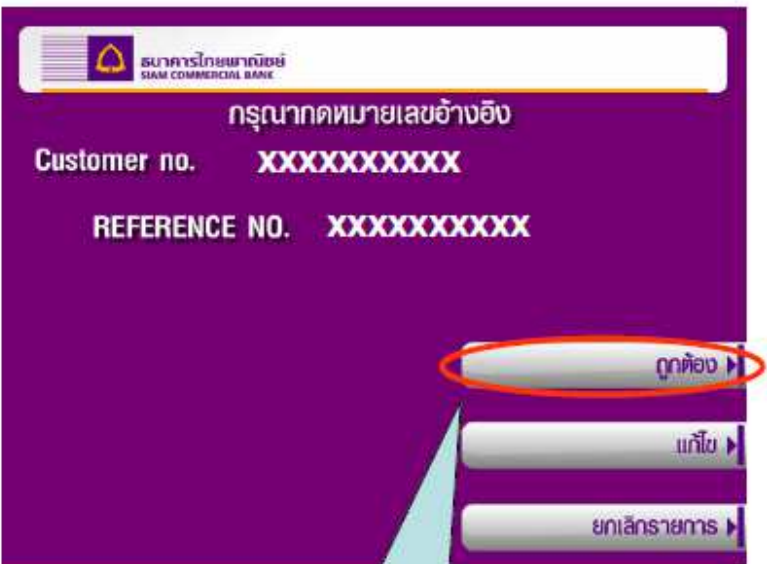 ธนาคารไทยพาณิชย์
SIAM COMMERCIAL BANK
กรุณากดหมายเลขอ้างอิง
Customer no. XXXXXXXXXX
REFERENCE NO. XXXXXXXXXX
ถูกต้อง
แก้ไข
ยกเลิกรายการ